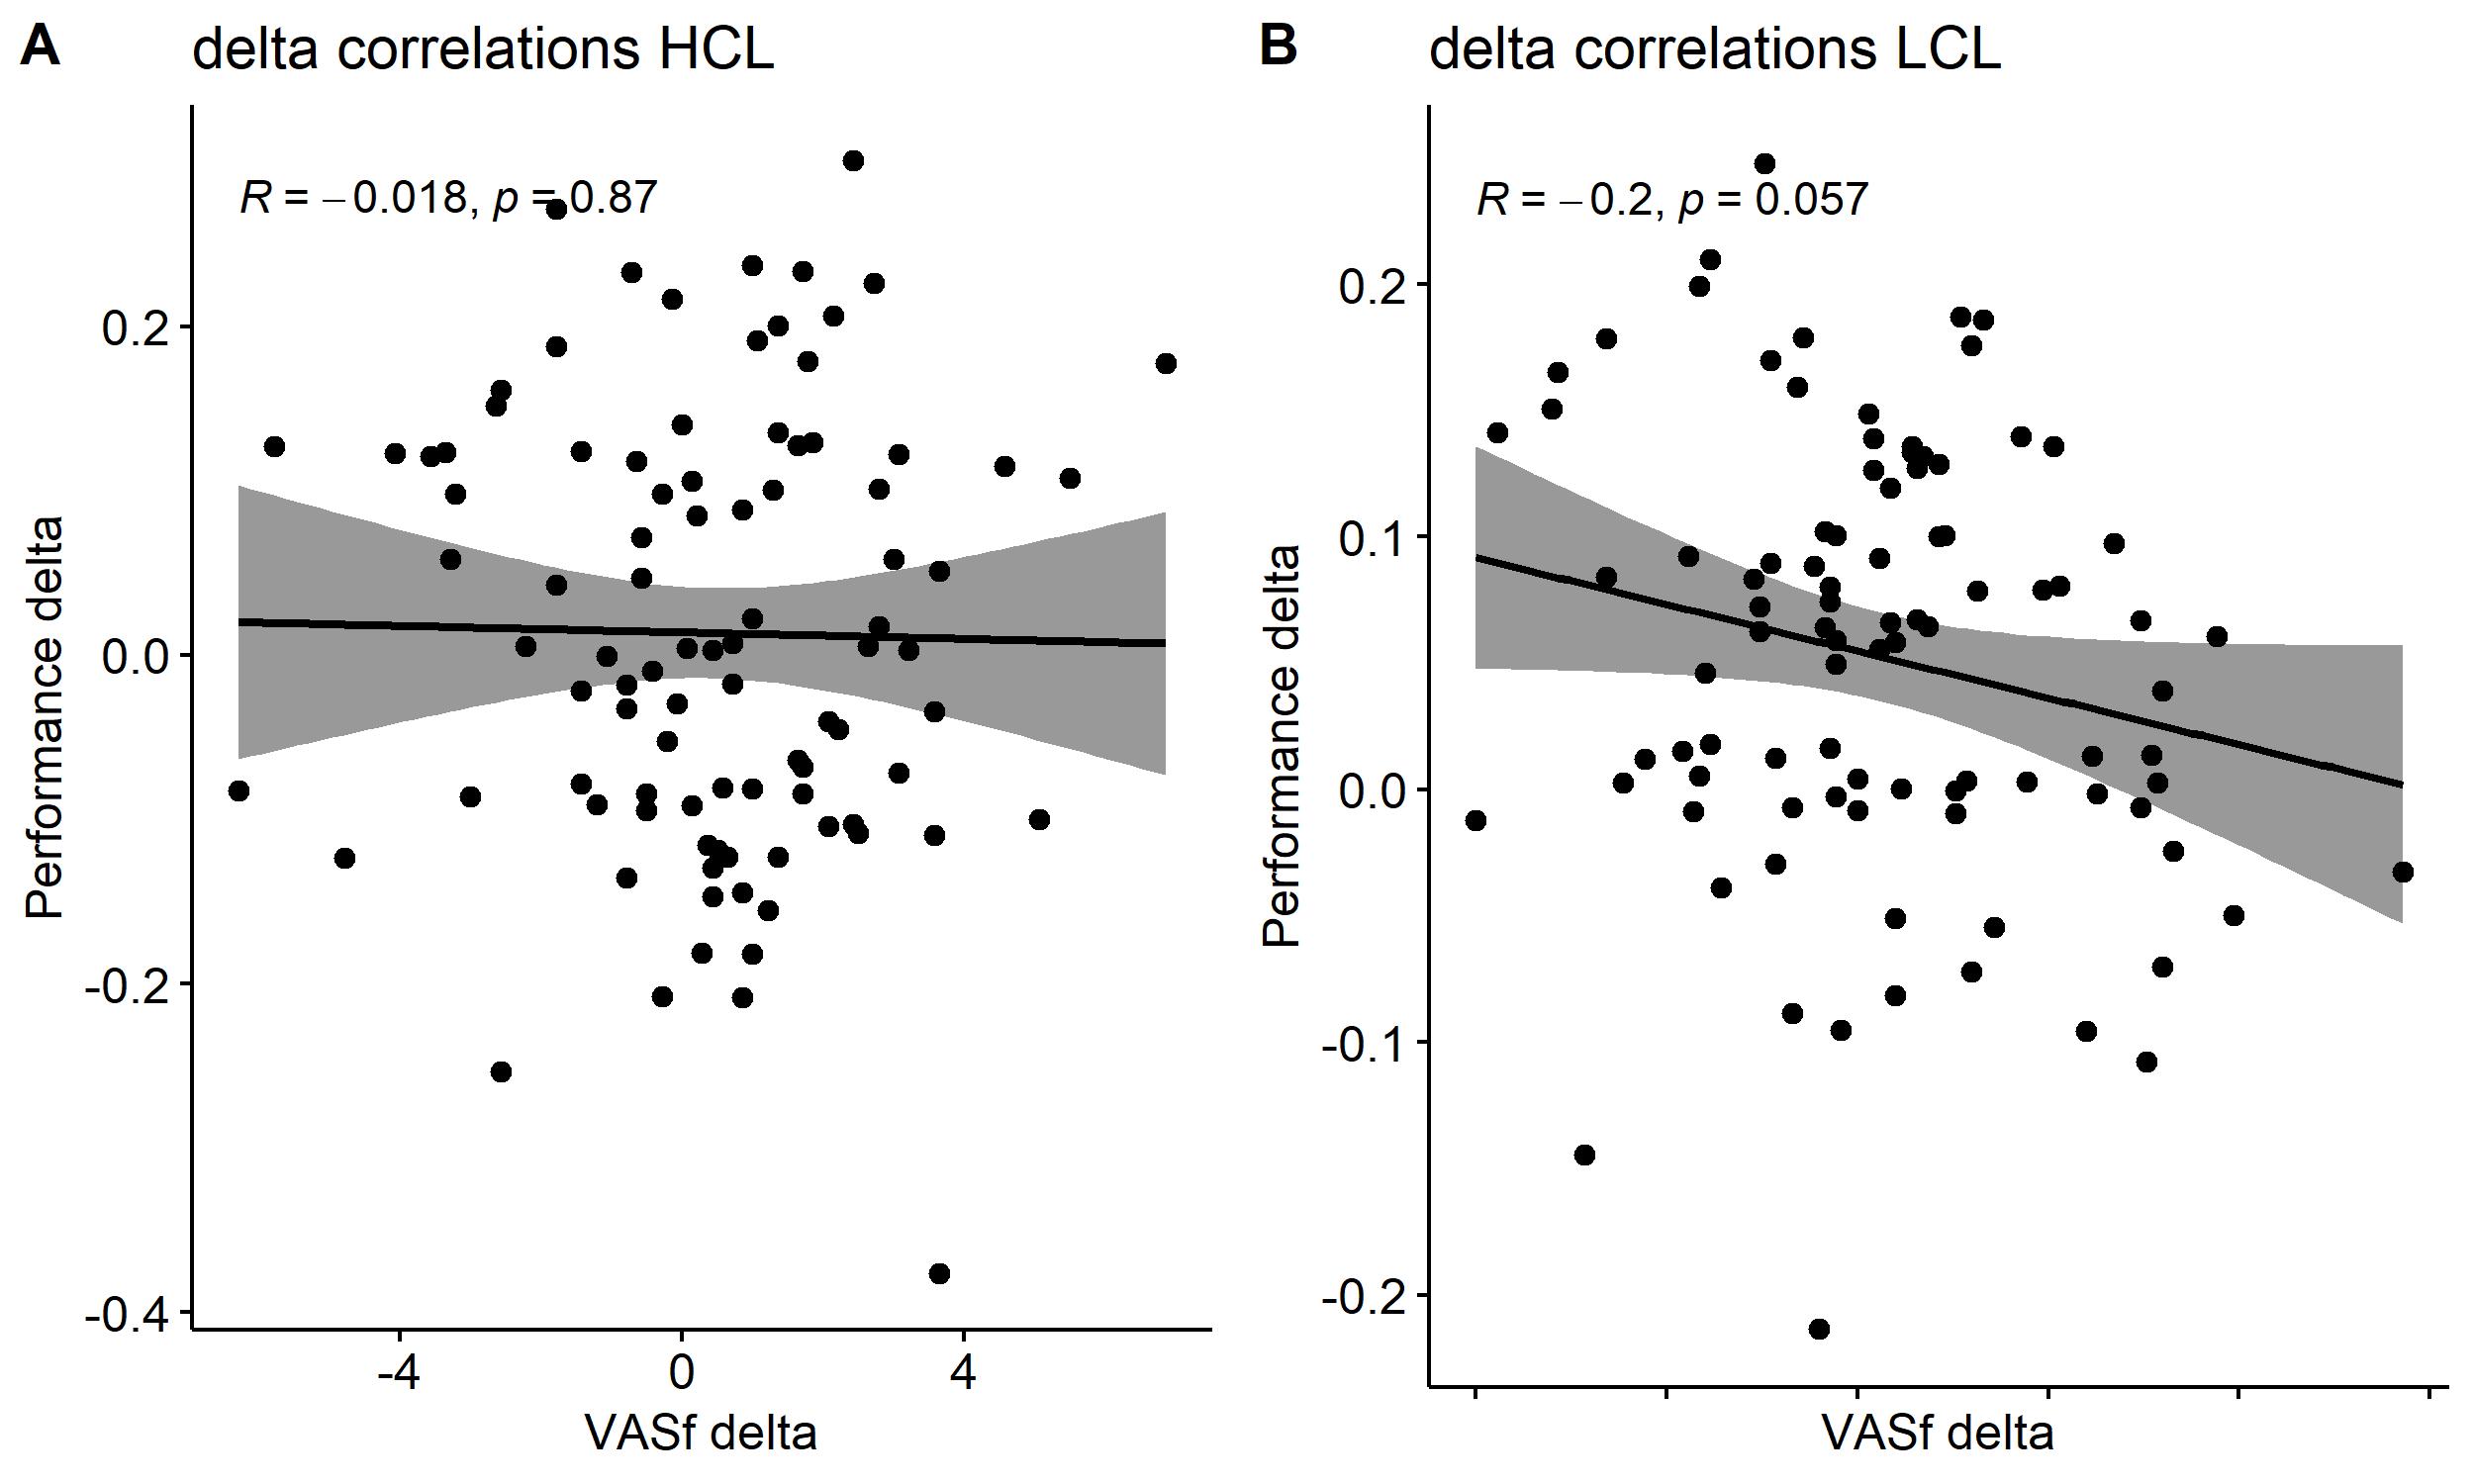 A delta correlations HCL
R = −0.018, p = 0.87
0.2
0.0
-0.2
-0.4
Performance delta
-4 0 4
VASf delta
B delta correlations LCL
R = −0.2, p = 0.057
0.2
0.1
0.0
-0.1
-0.2
Performance delta
VASf delta